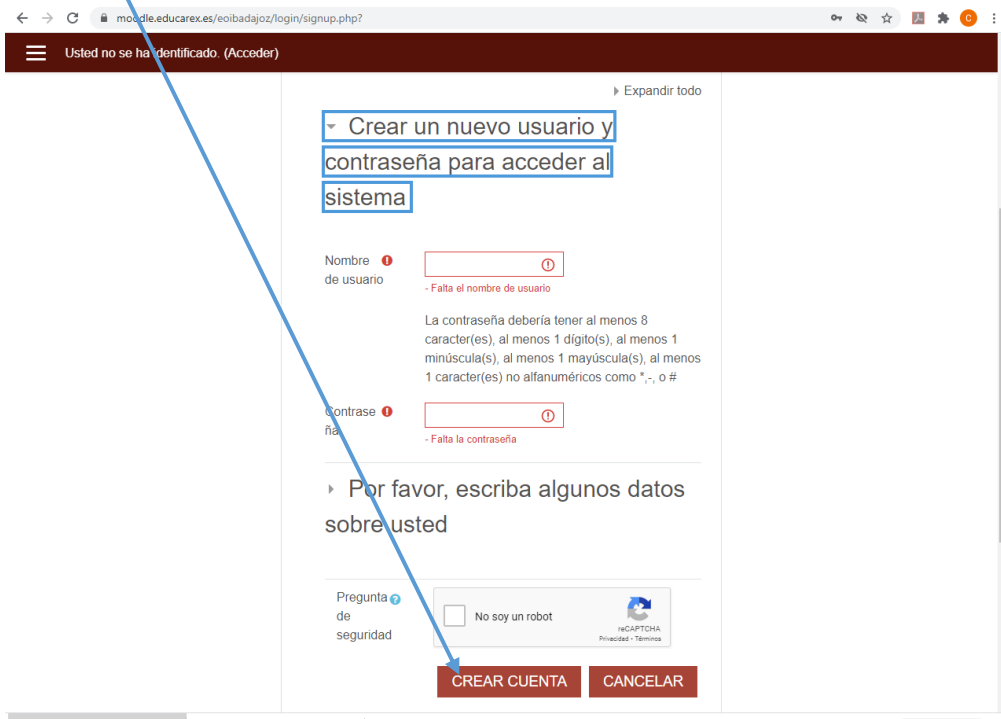 moodle.educarex.es/eoibadajoz/login/signup.php?
C
Usted no se ha identificado. (Acceder)
Expandir todo
Crear un nuevo usuario y
contraseña para acceder al
sistema
Nombre
de usuario
- Falta el nombre de usuario
La contraseña debería tener al menos 8
caracter(es), al menos 1 dígito(s), al menos 1
minúscula(s), al menos 1 mayúscula(s), al menos
1 caracter(es) no alfanuméricos como *,-, o #
Contrase
ña
- Falta la contraseña
Por favor, escriba algunos datos
sobre usted
Pregunta
de
seguridad
No soy un robot
reCAPTCHA
Privacidad - Términos
CREAR CUENTA
CANCELAR